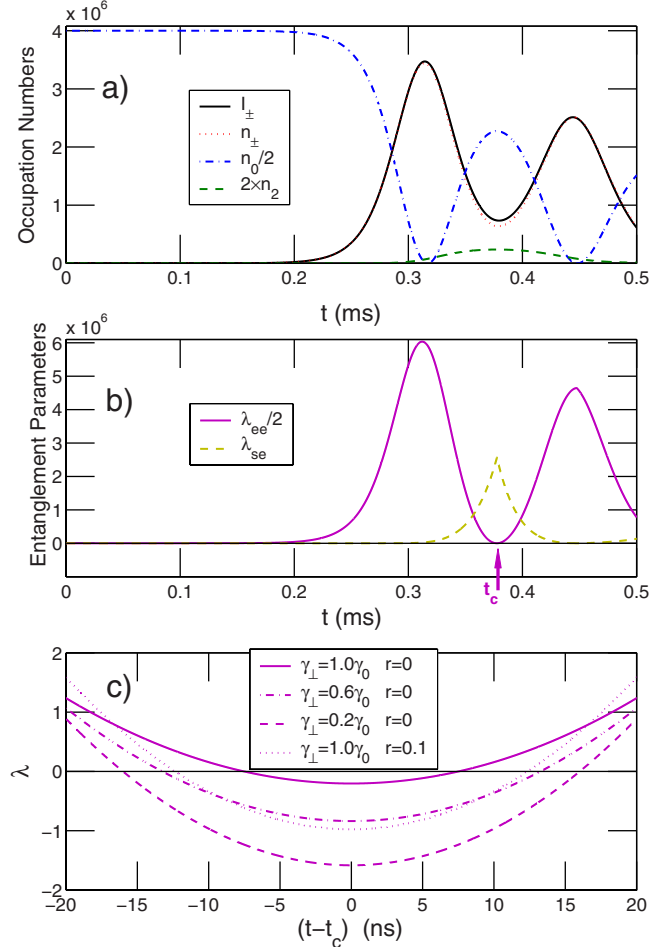 x 10⁶
4
3
2
1
0
Occupation Numbers
a)
I±
n±
n₀/2
2×n₂
0 0.1 0.2 0.3 0.4 0.5
t (ms)
x 10⁶
6
5
4
3
2
1
0
Entanglement Parameters
b)
λee/2
λse
0 0.1 0.2 0.3 0.4 0.5
tc
t (ms)
2
1
0
−1
−2
λ
c)
γ⊥=1.0γ₀ r=0
γ⊥=0.6γ₀ r=0
γ⊥=0.2γ₀ r=0
γ⊥=1.0γ₀ r=0.1
−20 −15 −10 −5 0 5 10 15 20
(t−tc) (ns)